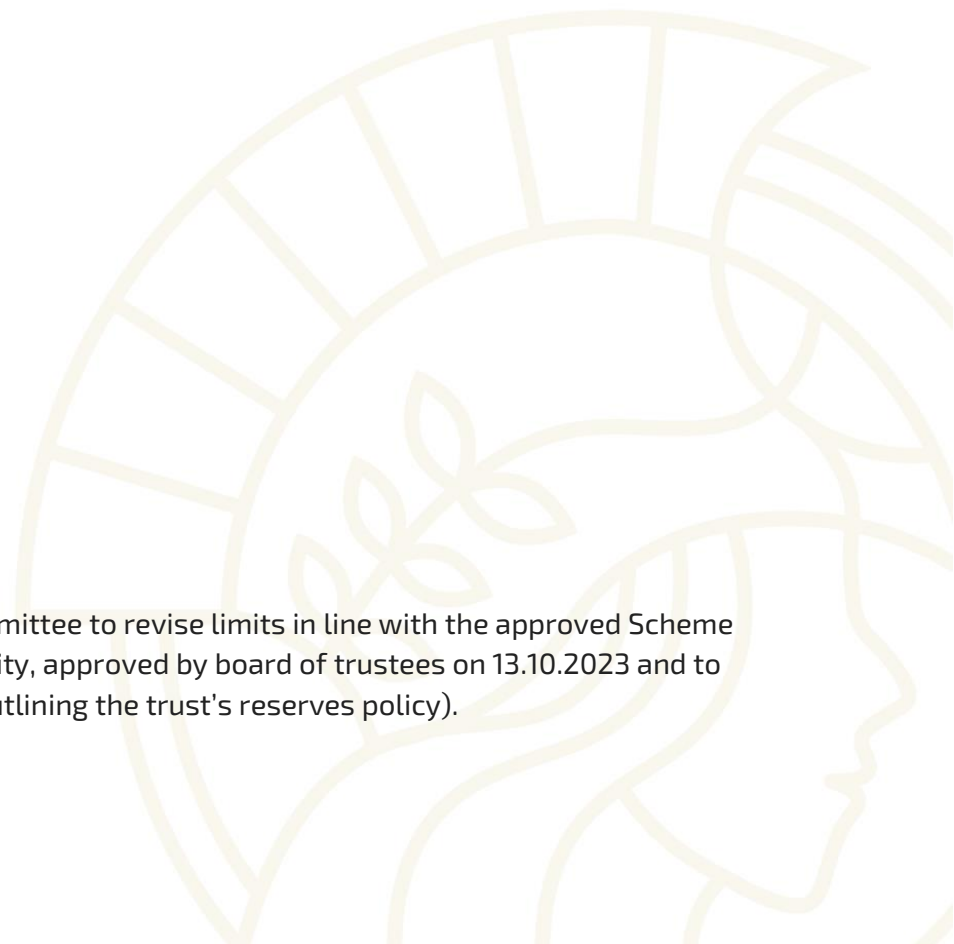 mittee to revise limits in line with the approved Scheme
ity, approved by board of trustees on 13.10.2023 and to
utlining the trust's reserves policy).